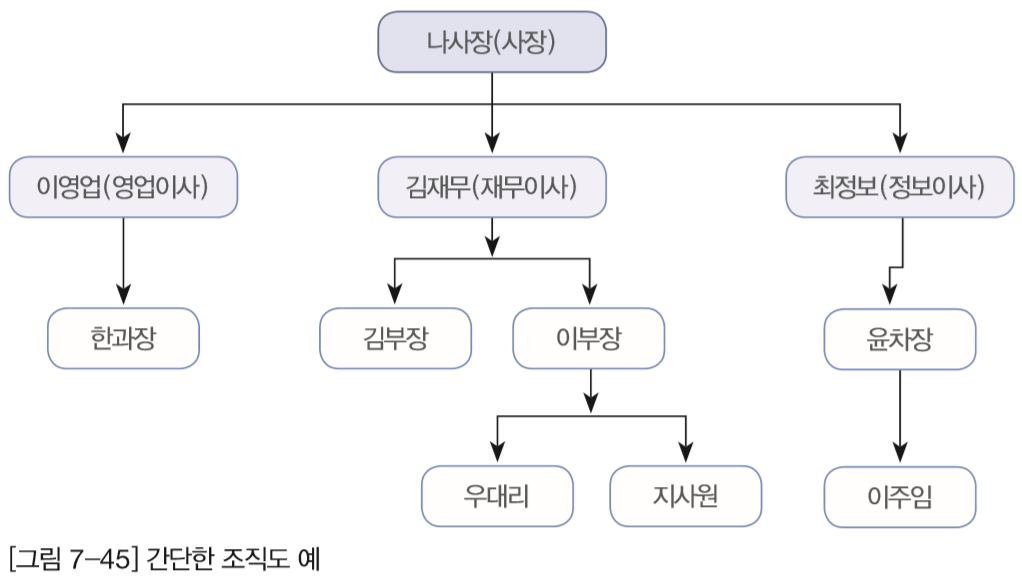 나사장(사장)
이영업(영업이사)
김재무(재무이사)
최정보(정보이사)
한과장
김부장
이부장
윤차장
우대리
지사원
이주임
[그림 7-45] 간단한 조직도 예